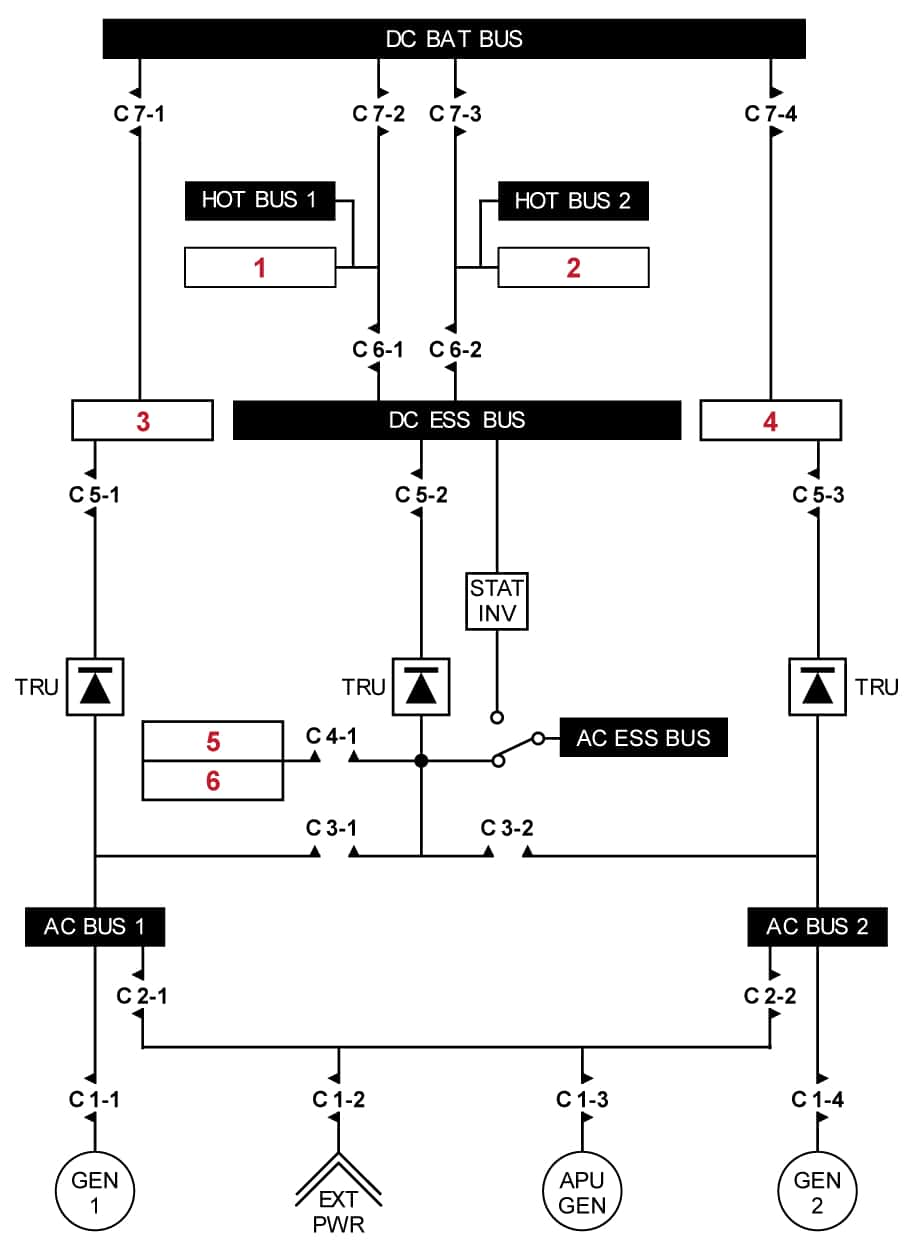 DC BAT BUS
C 7-1
C 7-2
C 7-3
C 7-4
HOT BUS 1
HOT BUS 2
1
2
C 6-1
C 6-2
3
DC ESS BUS
4
C 5-1
C 5-2
C 5-3
STAT
INV
TRU
TRU
TRU
5
6
C 4-1
AC ESS BUS
C 3-1
C 3-2
AC BUS 1
AC BUS 2
C 2-1
C 2-2
C 1-1
C 1-2
C 1-3
C 1-4
GEN
1
EXT
PWR
APU
GEN
GEN
2